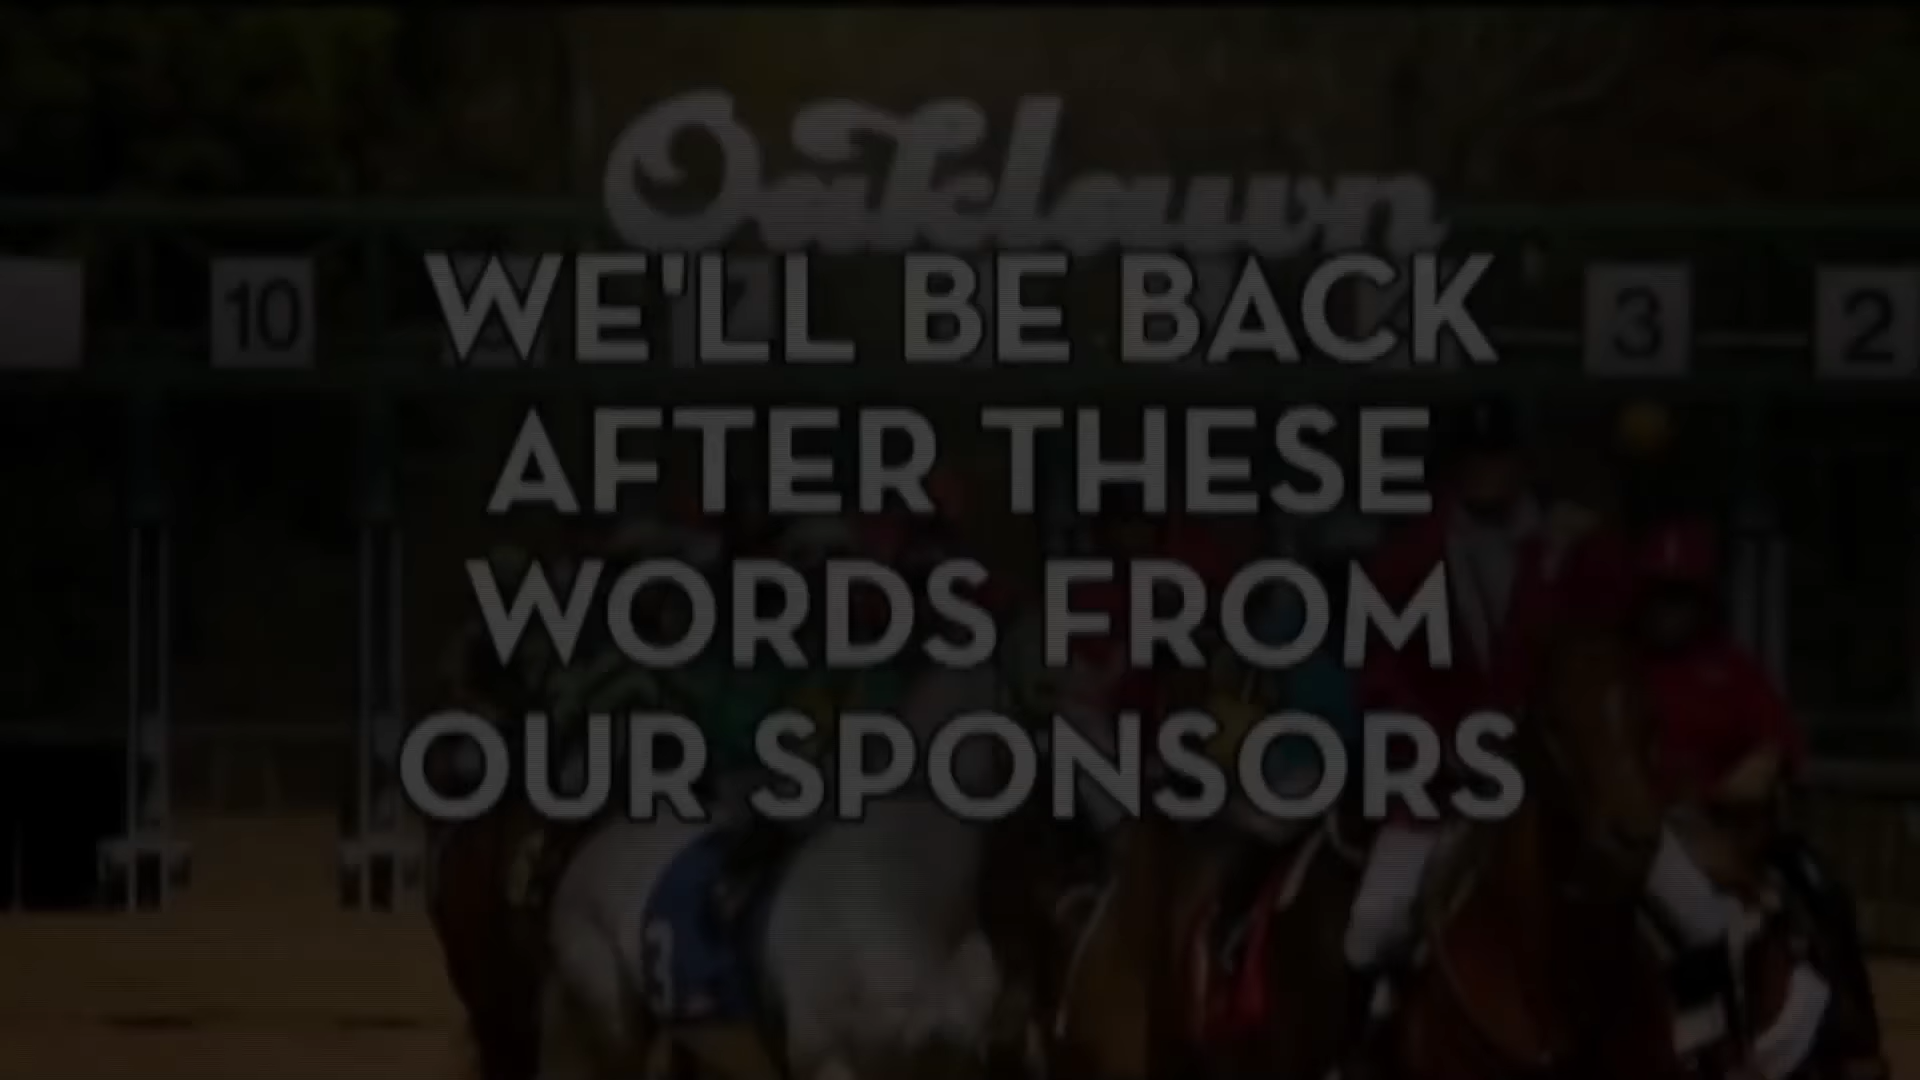 Oaklawn
10
3
2
WE'LL BE BACK
AFTER THESE
WORDS FROM
OUR SPONSORS
3